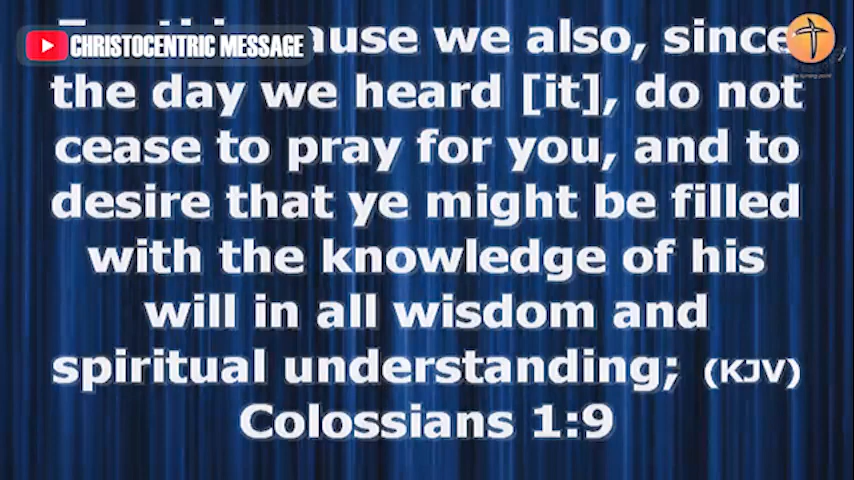 CHRISTOCENTRIC MESSAGE
we also, since
the day we heard [it], do not
cease to pray for you, and to
desire that ye might be filled
with the knowledge of his
will in all wisdom and
spiritual understanding; (KJV)
Colossians 1:9